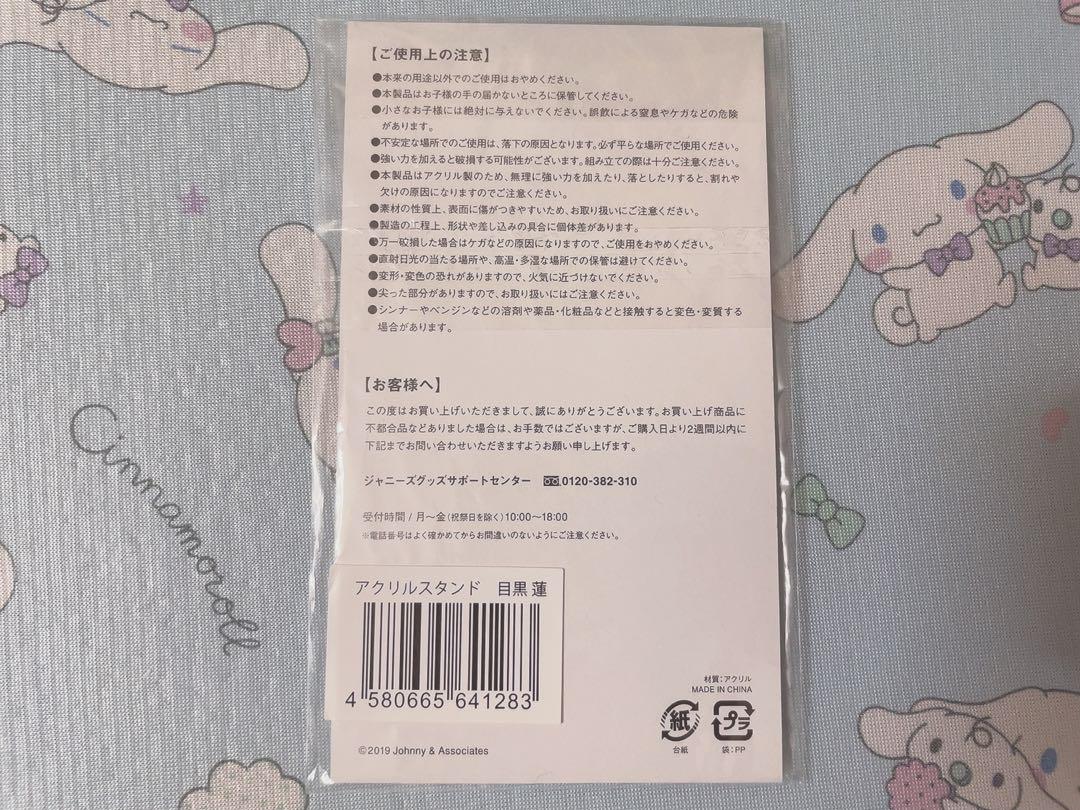 【ご使用上の注意】
●本来の用途以外でのご使用はおやめください。
●本製品はお子様の手の届かないところに保管してください。
●小さなお子様には絶対に与えないでください。誤飲による窒息やケガなどの危険
があります。
●不安定な場所でのご使用は、落下の原因となります。必ず平らな場所でご使用ください。
●強い力を加えると破損する可能性がございます。組み立ての際は十分ご注意ください。
●本製品はアクリル製のため、無理に強い力を加えたり、落としたりすると、割れや
欠けの原因になりますのでご注意ください。
●素材の性質上、表面に傷がつきやすいため、お取り扱いにご注意ください。
●製造の工程上、形状や差し込みの具合に個体差があります。
●万一破損した場合はケガなどの原因になりますので、ご使用をおやめください。
●直射日光の当たる場所や、高温・多湿な場所での保管は避けてください。
●変形・変色の恐れがありますので、火気に近づけないでください。
●尖った部分がありますので、お取り扱いにはご注意ください。
●シンナーやベンジンなどの溶剤や薬品・化粧品などと接触すると変色・変質する
場合があります。
【お客様へ】
この度はお買い上げいただきまして、誠にありがとうございます。お買い上げ商品に
不都合品などありました場合は、お手数ではございますが、ご購入日より2週間以内に
下記までお問い合わせいただきますようお願い申し上げます。
ジャニーズグッズサポートセンター 0120-382-310
受付時間 / 月〜金(祝祭日を除く)10:00〜18:00
※電話番号はよく確かめてからお間違いのないようにご注意ください。
アクリルスタンド 目黒 蓮
4 580665 641283
材質:アクリル
MADE IN CHINA
紙 プラ
台紙 袋:PP
©2019 Johnny & Associates
Cinnamoroll